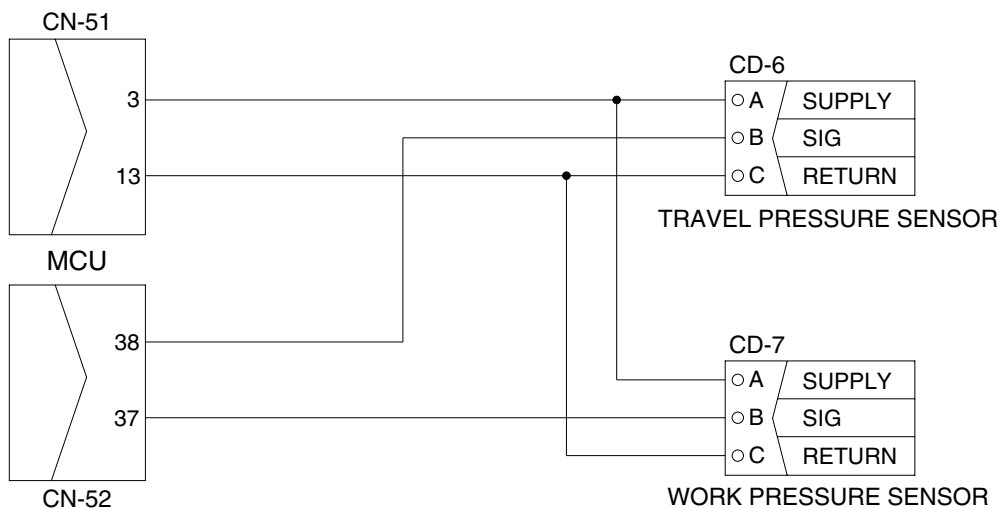 CN-51
3
13
MCU
38
37
CN-52
CD-6
A SUPPLY
B SIG
C RETURN
TRAVEL PRESSURE SENSOR
CD-7
A SUPPLY
B SIG
C RETURN
WORK PRESSURE SENSOR